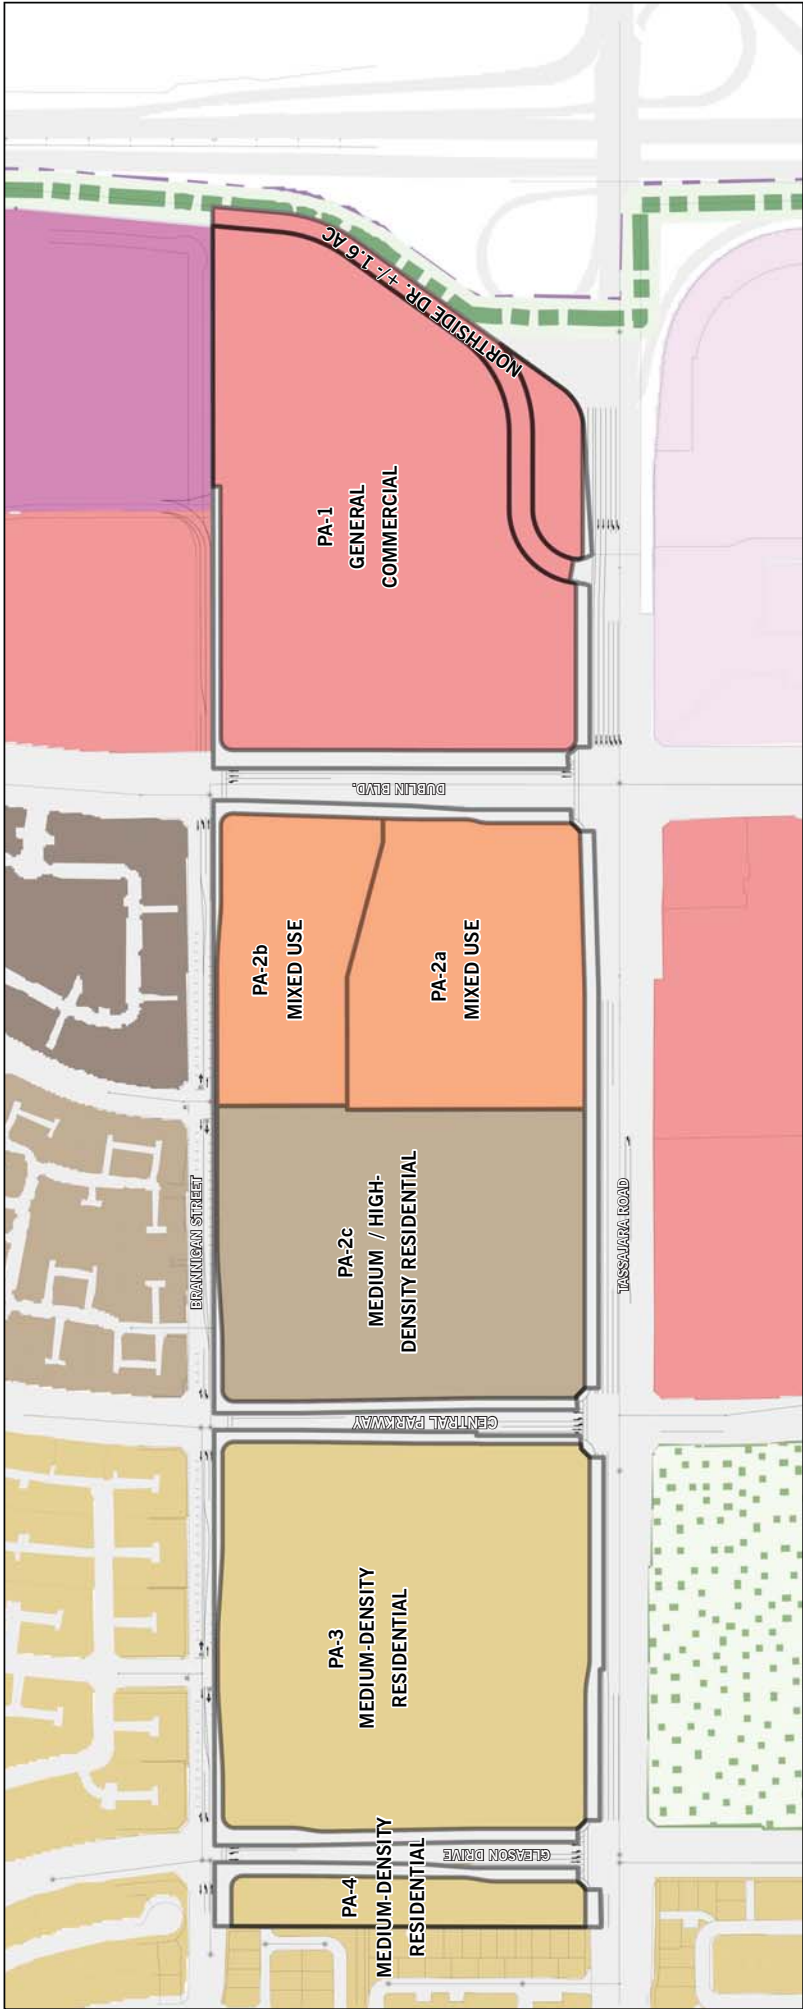 NORTHSIDE DR. +/- 1.6 AC
PA-1
GENERAL
COMMERCIAL
DUBLIN BLVD.
PA-2b
MIXED USE
PA-2a
MIXED USE
BRANNIGAN STREET
PA-2c
MEDIUM / HIGH-
DENSITY RESIDENTIAL
TASSAJARA ROAD
CENTRAL PARKWAY
PA-3
MEDIUM-DENSITY
RESIDENTIAL
GLEASON DRIVE
PA-4
MEDIUM-DENSITY
RESIDENTIAL